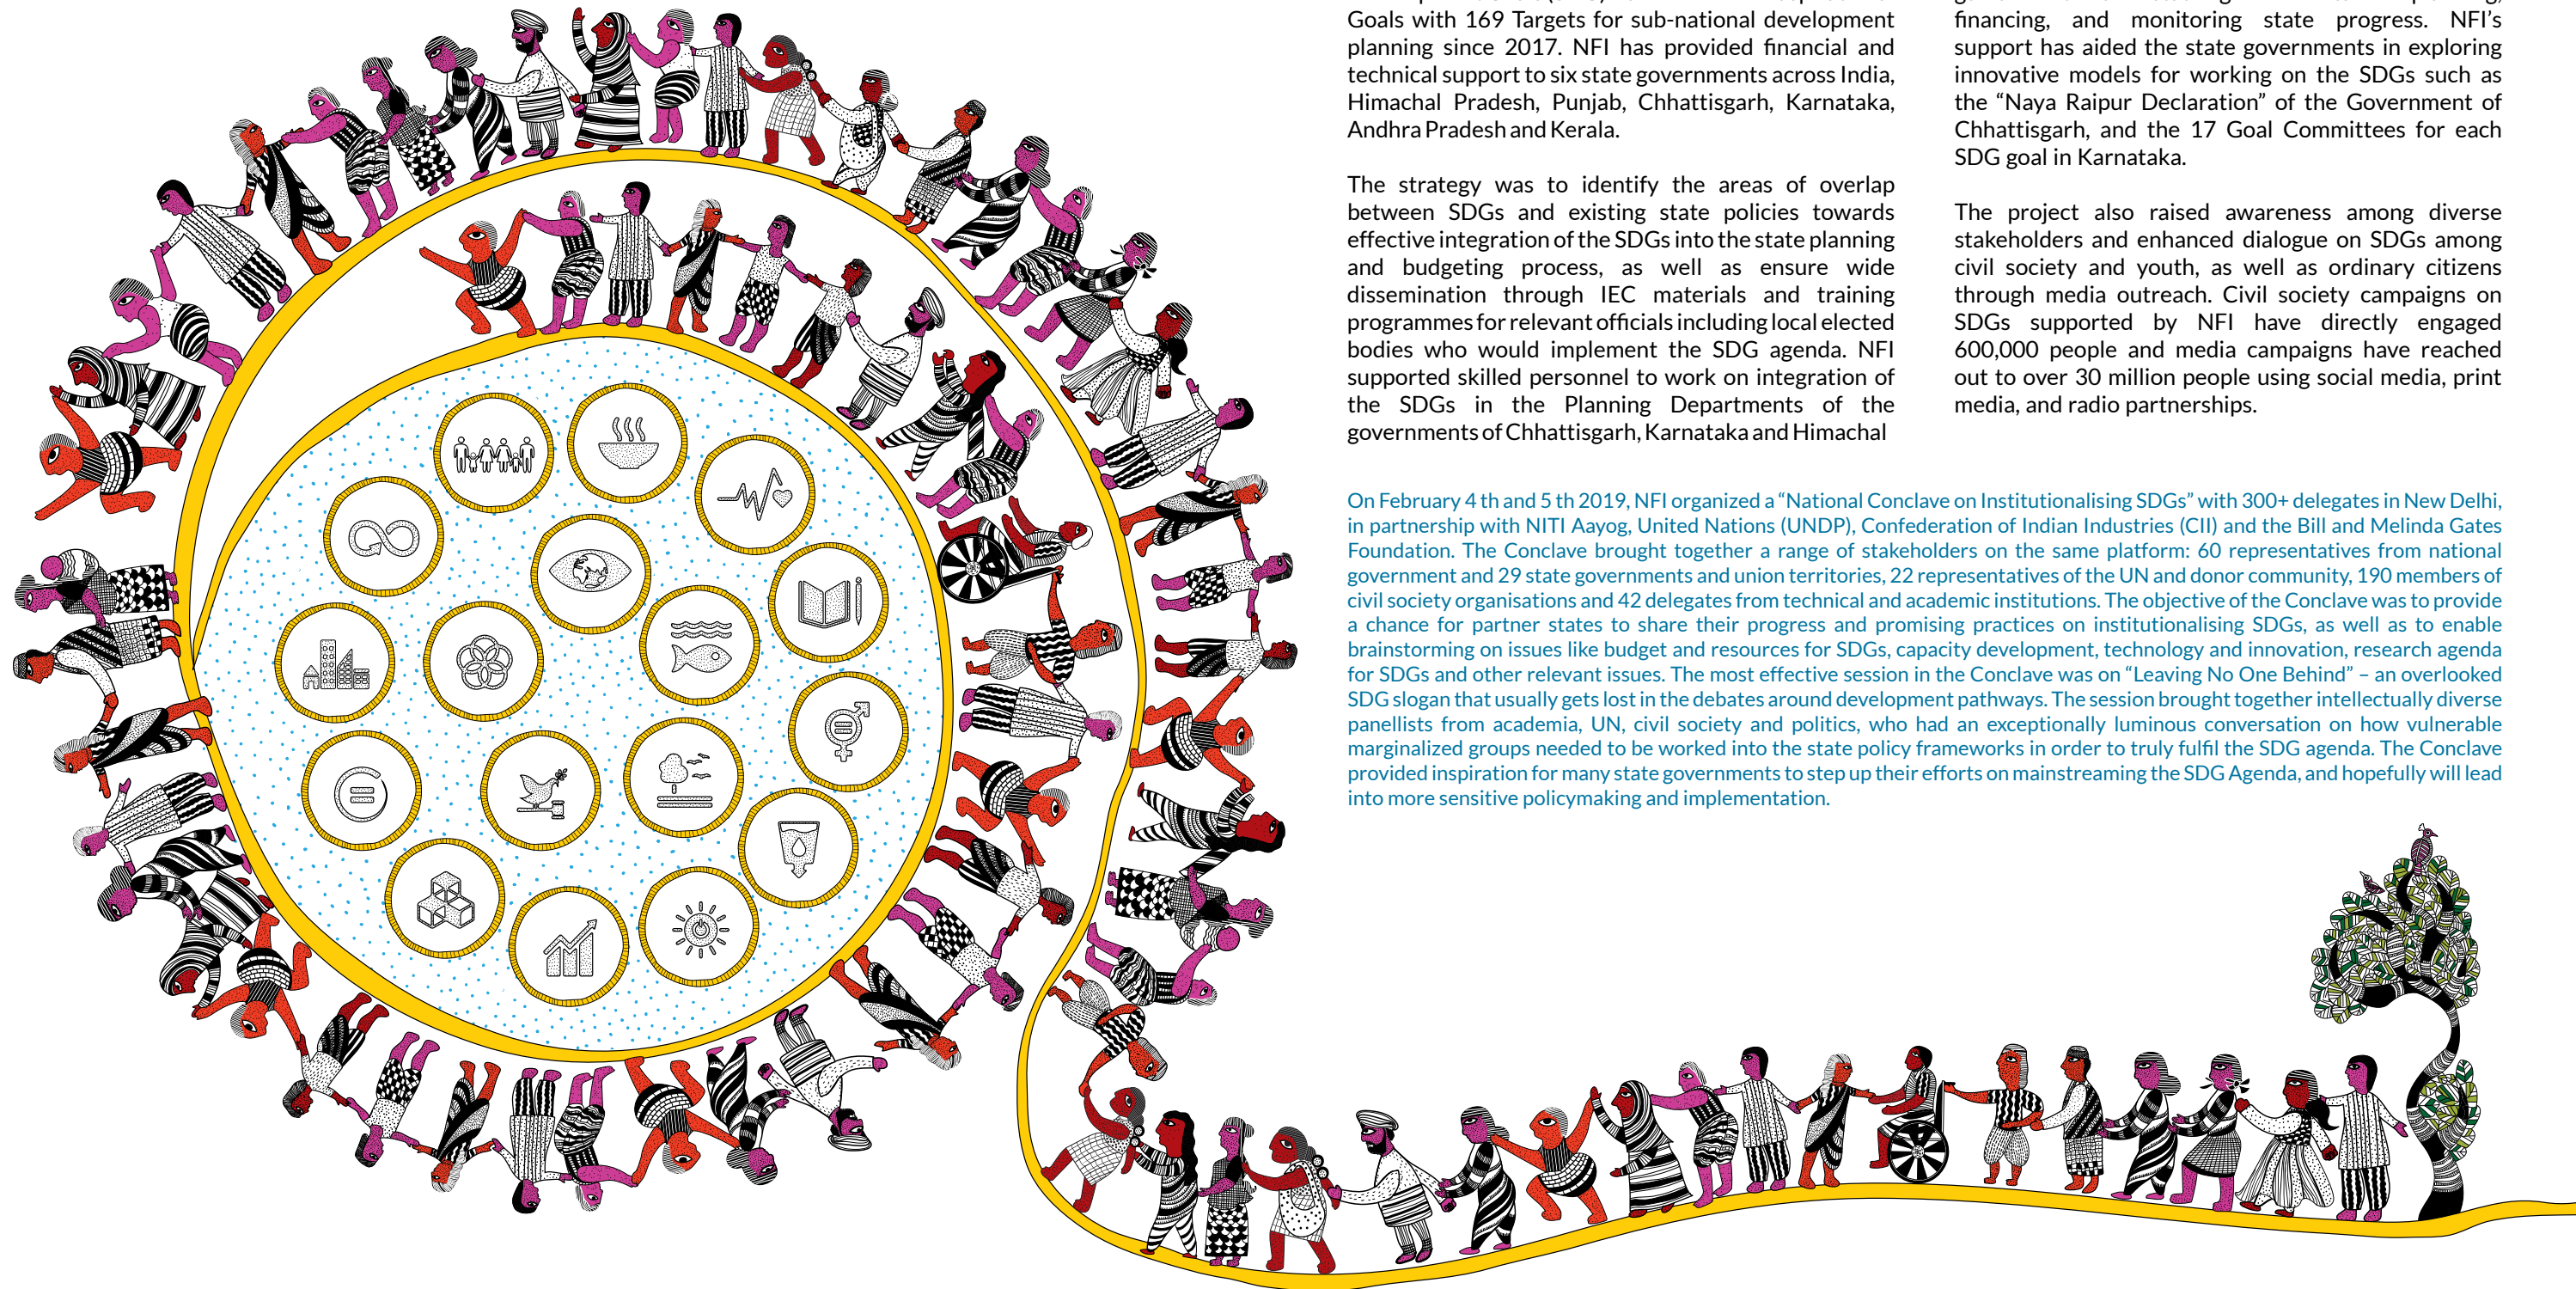 Goals with 169 Targets for sub-national development
planning since 2017. NFI has provided financial and
technical support to six state governments across India,
Himachal Pradesh, Punjab, Chhattisgarh, Karnataka,
Andhra Pradesh and Kerala.
The strategy was to identify the areas of overlap
between SDGs and existing state policies towards
effective integration of the SDGs into the state planning
and budgeting process, as well as ensure wide
dissemination through IEC materials and training
programmes for relevant officials including local elected
bodies who would implement the SDG agenda. NFI
supported skilled personnel to work on integration of
the SDGs in the Planning Departments of the
governments of Chhattisgarh, Karnataka and Himachal
financing, and monitoring state progress. NFI's
support has aided the state governments in exploring
innovative models for working on the SDGs such as
the “Naya Raipur Declaration” of the Government of
Chhattisgarh, and the 17 Goal Committees for each
SDG goal in Karnataka.
The project also raised awareness among diverse
stakeholders and enhanced dialogue on SDGs among
civil society and youth, as well as ordinary citizens
through media outreach. Civil society campaigns on
SDGs supported by NFI have directly engaged
600,000 people and media campaigns have reached
out to over 30 million people using social media, print
media, and radio partnerships.
On February 4 th and 5 th 2019, NFI organized a “National Conclave on Institutionalising SDGs” with 300+ delegates in New Delhi,
in partnership with NITI Aayog, United Nations (UNDP), Confederation of Indian Industries (CII) and the Bill and Melinda Gates
Foundation. The Conclave brought together a range of stakeholders on the same platform: 60 representatives from national
government and 29 state governments and union territories, 22 representatives of the UN and donor community, 190 members of
civil society organisations and 42 delegates from technical and academic institutions. The objective of the Conclave was to provide
a chance for partner states to share their progress and promising practices on institutionalising SDGs, as well as to enable
brainstorming on issues like budget and resources for SDGs, capacity development, technology and innovation, research agenda
for SDGs and other relevant issues. The most effective session in the Conclave was on “Leaving No One Behind” – an overlooked
SDG slogan that usually gets lost in the debates around development pathways. The session brought together intellectually diverse
panellists from academia, UN, civil society and politics, who had an exceptionally luminous conversation on how vulnerable
marginalized groups needed to be worked into the state policy frameworks in order to truly fulfil the SDG agenda. The Conclave
provided inspiration for many state governments to step up their efforts on mainstreaming the SDG Agenda, and hopefully will lead
into more sensitive policymaking and implementation.